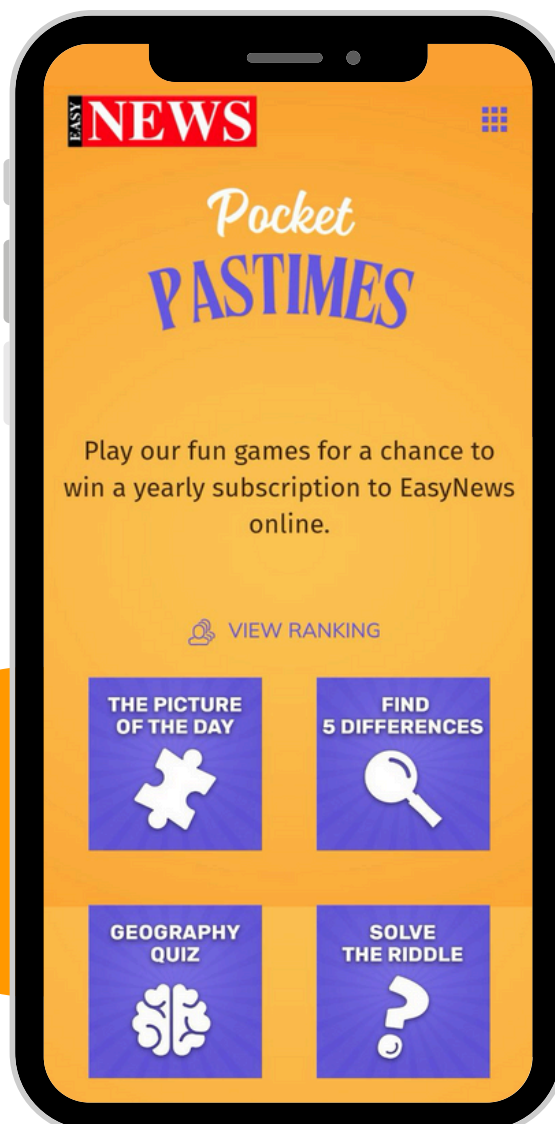 EASY NEWS
Pocket
PASTIMES
Play our fun games for a chance to
win a yearly subscription to EasyNews
online.
VIEW RANKING
THE PICTURE
OF THE DAY
FIND
5 DIFFERENCES
GEOGRAPHY
QUIZ
SOLVE
THE RIDDLE